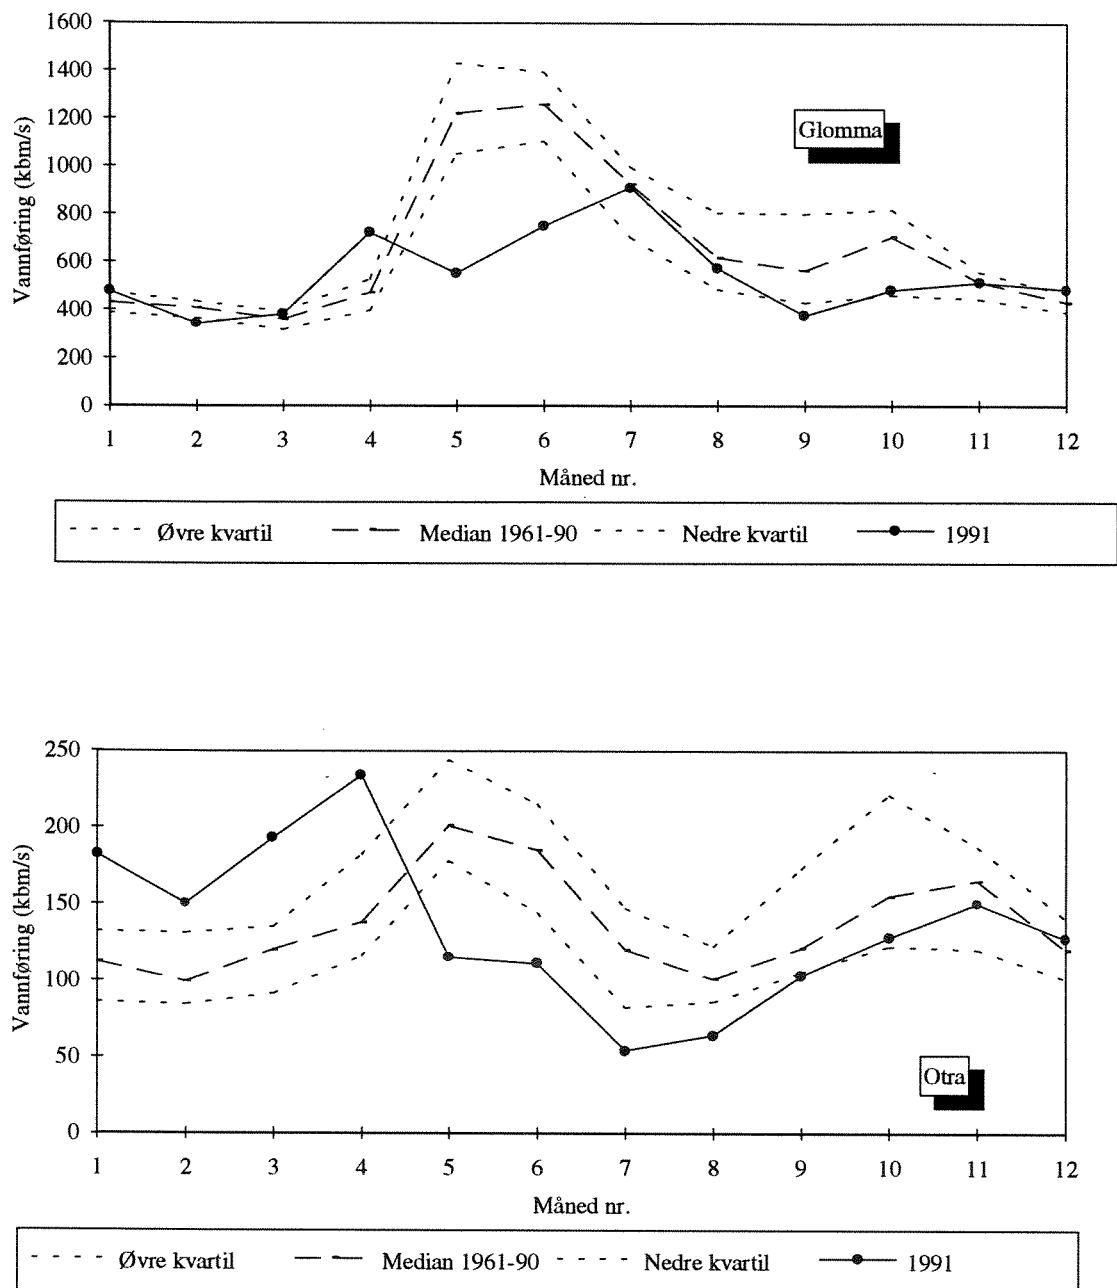 1600
1400
1200
1000
800
600
400
200
0
Vannføring (kbm/s)
Glomma
1 2 3 4 5 6 7 8 9 10 11 12
Måned nr.
Øvre kvartil Median 1961-90 Nedre kvartil 1991
250
200
150
100
50
0
Vannføring (kbm/s)
Otra
1 2 3 4 5 6 7 8 9 10 11 12
Måned nr.
Øvre kvartil Median 1961-90 Nedre kvartil 1991